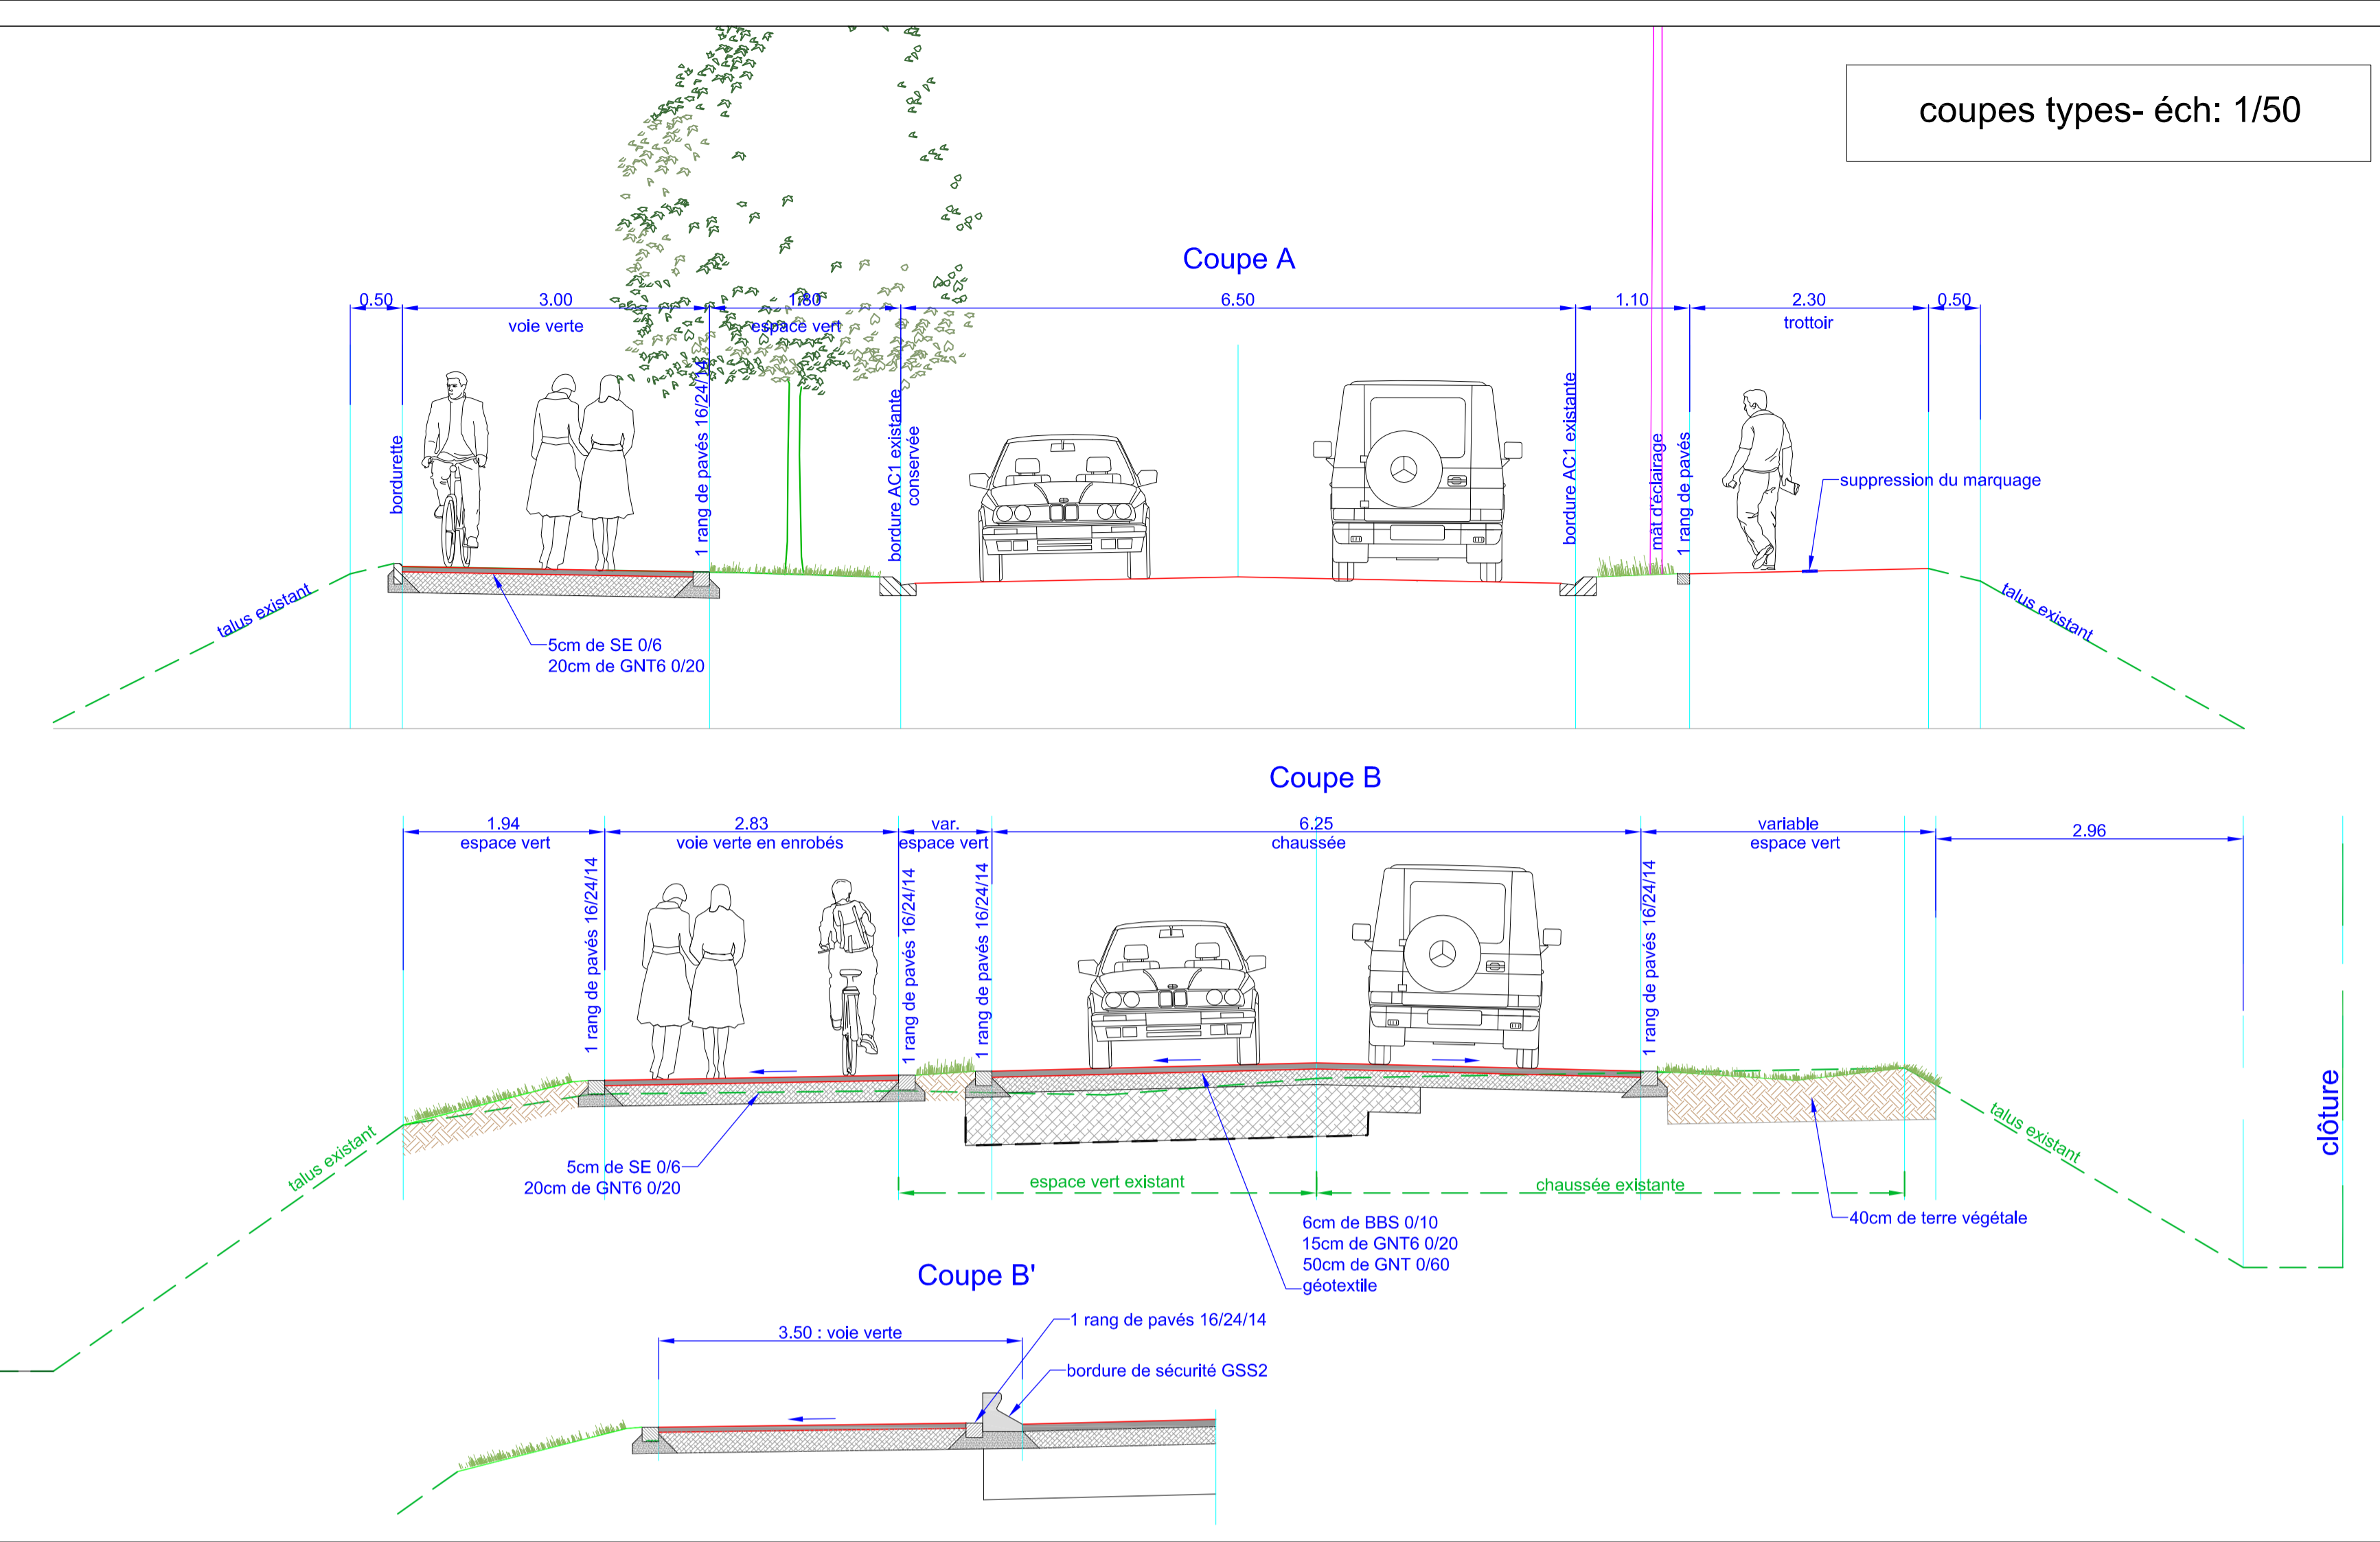 coupes types- éch: 1/50
Coupe A
0.50
3.00
1.80
6.50
1.10
2.30
0.50
voie verte
espace vert
trottoir
bordurette
1 rang de pavés 16/24/14
bordure AC1 existante
conservée
bordure AC1 existante
mât d'éclairage
1 rang de pavés
suppression du marquage
talus existant
talus existant
5cm de SE 0/6
20cm de GNT6 0/20
Coupe B
1.94
2.83
var.
6.25
variable
2.96
espace vert
voie verte en enrobés
espace vert
chaussée
espace vert
1 rang de pavés 16/24/14
1 rang de pavés 16/24/14
1 rang de pavés 16/24/14
1 rang de pavés 16/24/14
clôture
talus existant
talus existant
5cm de SE 0/6
20cm de GNT6 0/20
espace vert existant
chaussée existante
40cm de terre végétale
6cm de BBS 0/10
15cm de GNT6 0/20
50cm de GNT 0/60
géotextile
Coupe B'
3.50 : voie verte
1 rang de pavés 16/24/14
bordure de sécurité GSS2